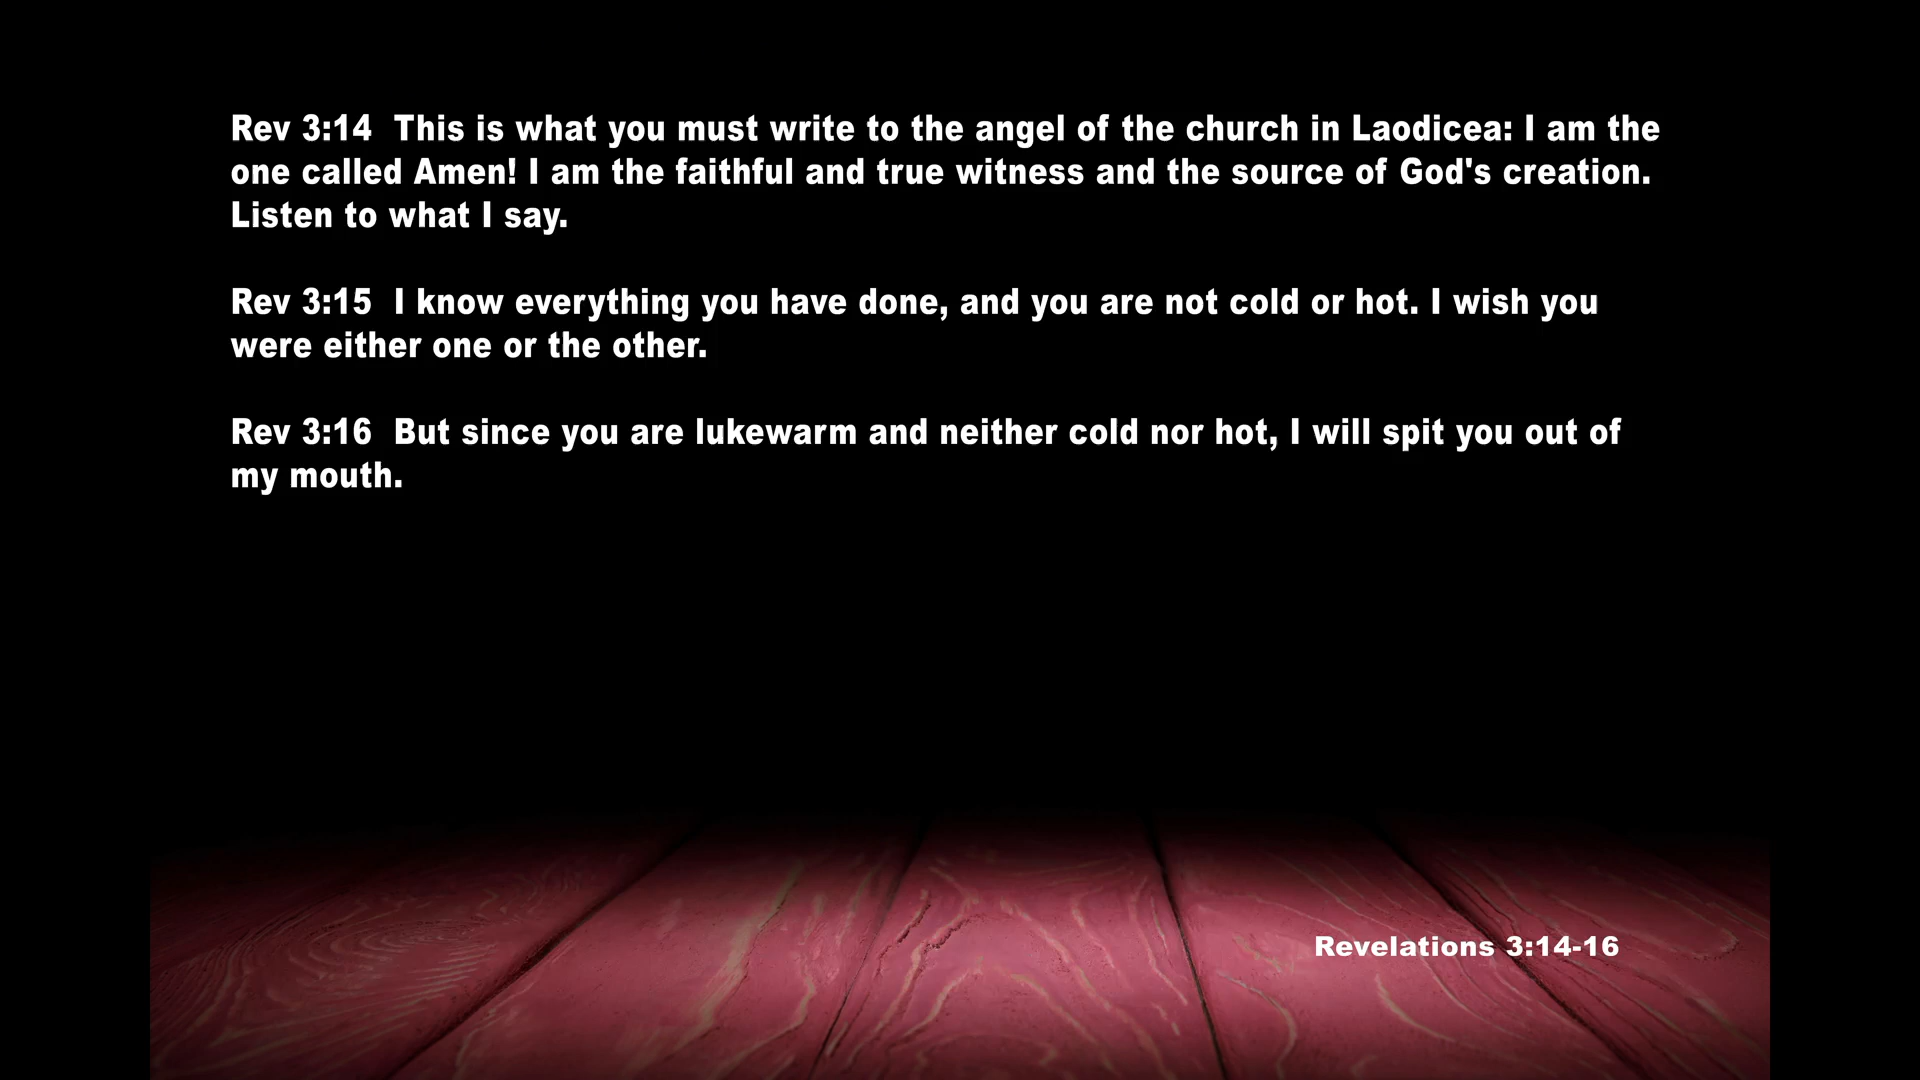 Rev 3:14  This is what you must write to the angel of the church in Laodicea: I am the
one called Amen! I am the faithful and true witness and the source of God's creation.
Listen to what I say.
Rev 3:15  I know everything you have done, and you are not cold or hot. I wish you
were either one or the other.
Rev 3:16  But since you are lukewarm and neither cold nor hot, I will spit you out of
my mouth.
Revelations 3:14-16